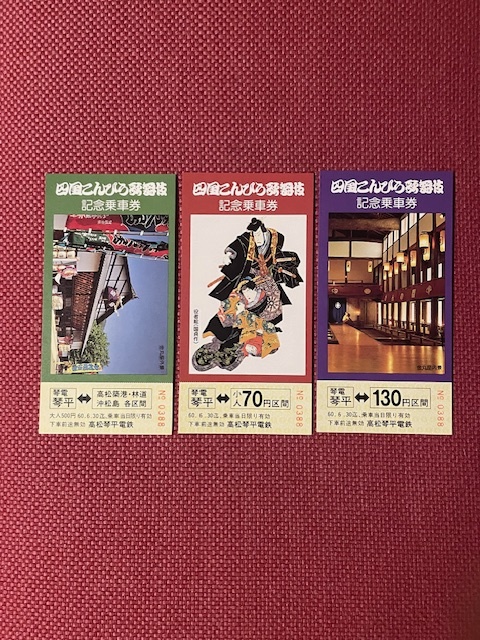 四国こんぴら歌舞伎
記念乗車券
琴電
琴平 ↔ 高松築港・林道
沖松島 各区間
大人500円 60.6.30迄、乗車当日限り有効
下車前途無効 高松琴平電鉄
No 0388
四国こんぴら歌舞伎
記念乗車券
琴電
琴平 ↔ 小70円区間
60.6.30迄、乗車当日限り有効
下車前途無効 高松琴平電鉄
No 0388
四国こんぴら歌舞伎
記念乗車券
琴電
琴平 ↔ 130円区間
60.6.30迄、乗車当日限り有効
下車前途無効 高松琴平電鉄
No 0388